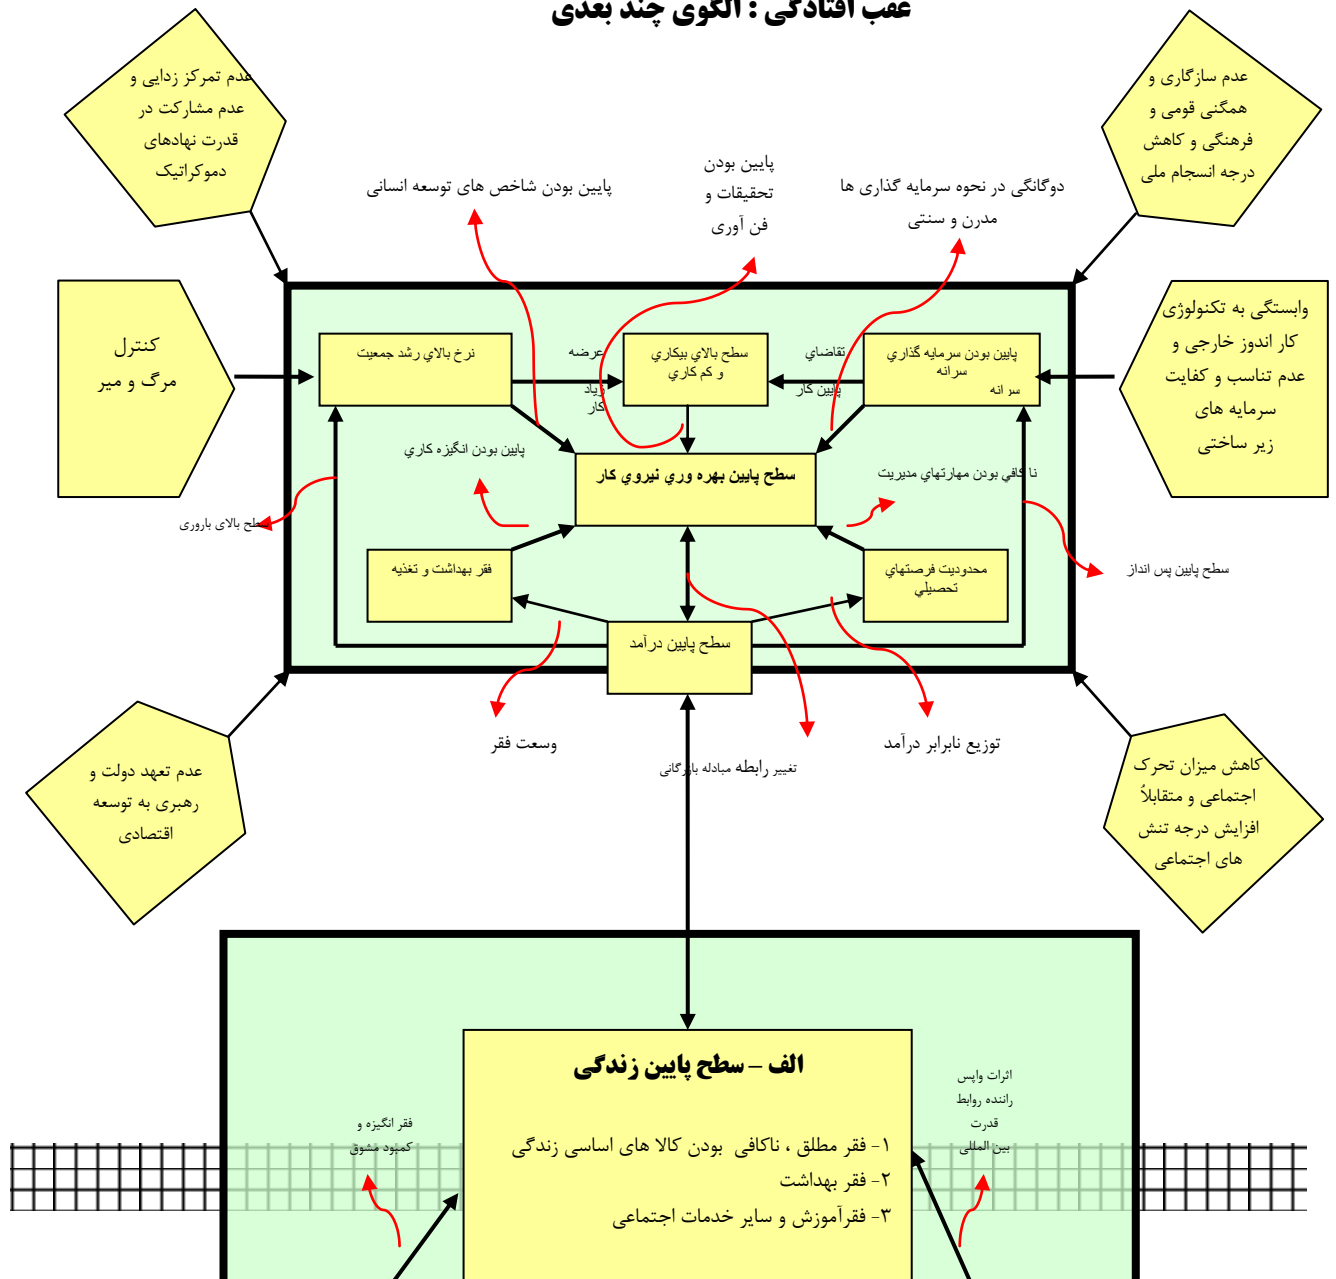 عقب افتادگی : الگوی چند بعدی
عدم سازگاری و
همگنی قومی و
فرهنگی و کاهش
درجه انسجام ملی
عدم تمرکز زدایی و
عدم مشارکت در
قدرت نهادهای
دموکراتیک
دوگانگی در نحوه سرمایه گذاری ها
مدرن و سنتی
پایین بودن
تحقیقات و
فن آوری
پایین بودن شاخص های توسعه انسانی
وابستگی به تکنولوژی
کار اندوز خارجی و
عدم تناسب و کفایت
سرمایه های
زیر ساختی
پايين بودن سرمايه گذاري
سرانه
سرانه
تقاضاي
پايين كار
سطح بالاي بيكاري
و كم كاري
عرضه
زياد
كار
نرخ بالاي رشد جمعيت
کنترل
مرگ و میر
سطح پايين بهره وري نيروي كار
نا كافي بودن مهارتهاي مديريت
پايين بودن انگيزه كاري
سطح بالای باروری
سطح پایین پس انداز
محدوديت فرصتهاي
تحصيلي
فقر بهداشت و تغذيه
سطح پايين درآمد
توزیع نابرابر درآمد
تغییر رابطه مبادله بازرگانی
وسعت فقر
کاهش میزان تحرک
اجتماعی و متقابلاً
افزایش درجه تنش
های اجتماعی
عدم تعهد دولت و
رهبری به توسعه
اقتصادی
الف – سطح پایین زندگی
۱- فقر مطلق ، ناکافی بودن کالا های اساسی زندگی
۲- فقر بهداشت
۳- فقرآموزش و سایر خدمات اجتماعی
اثرات واپس
راننده روابط
قدرت
بین المللی
فقر انگیزه و
کمبود مشوق